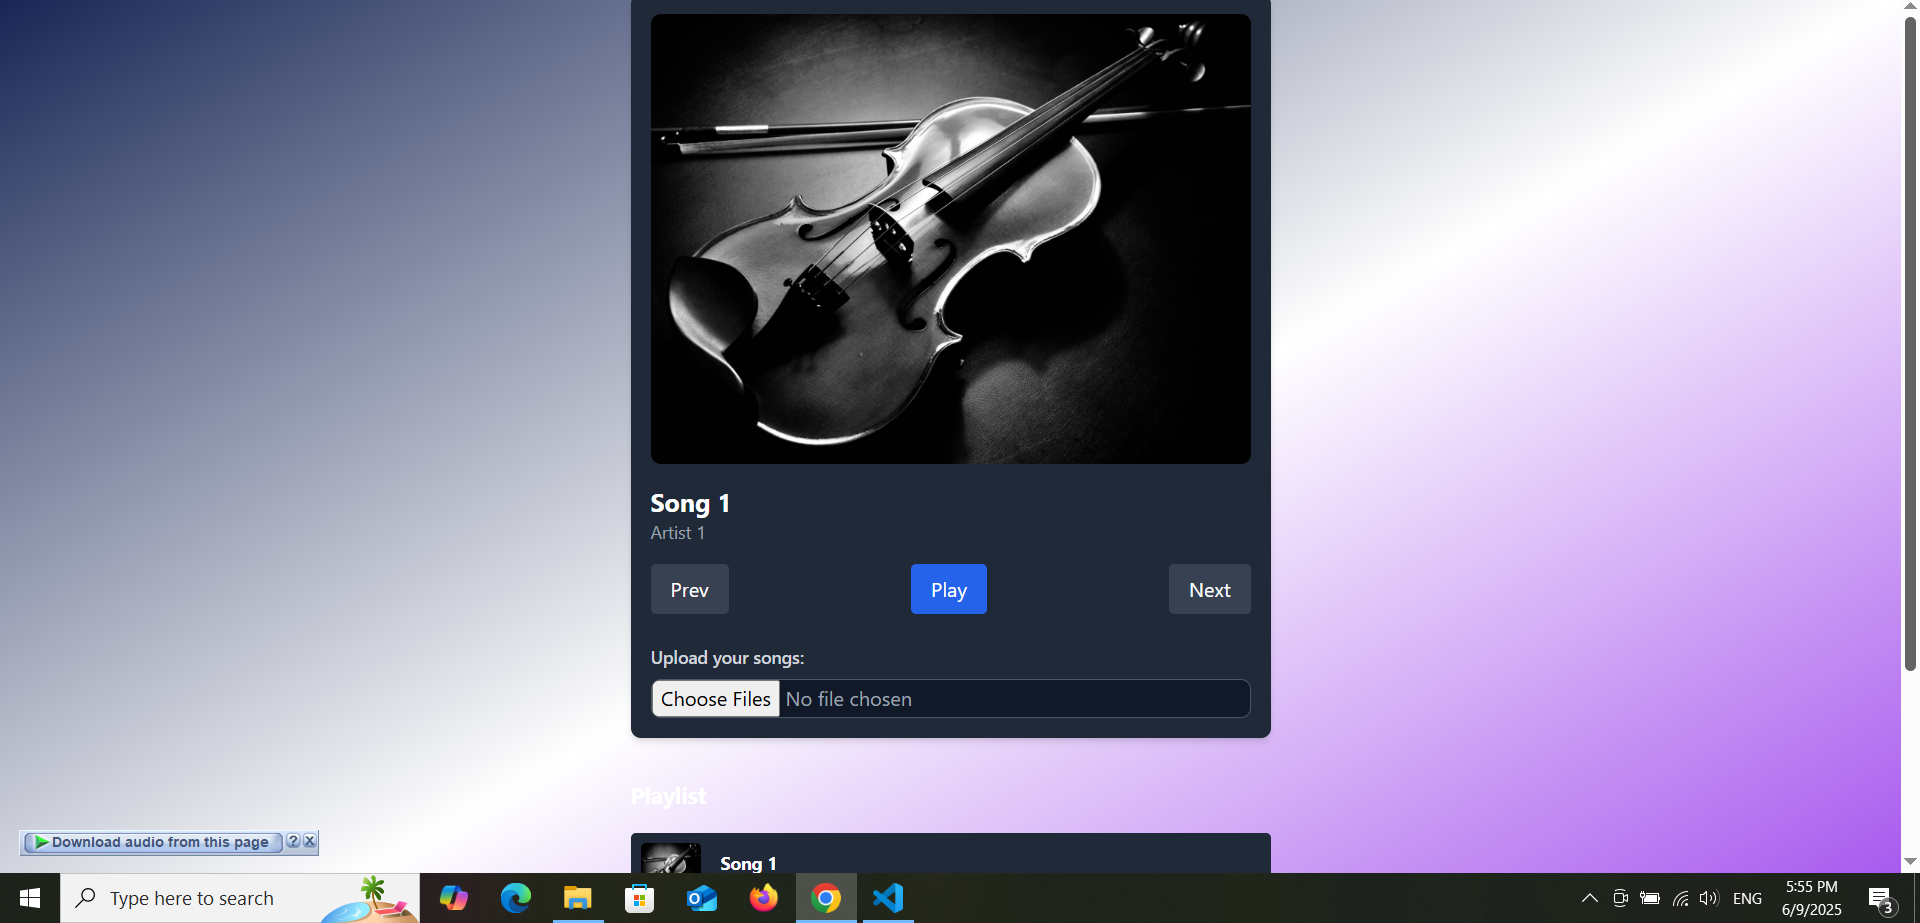 Song 1
Artist 1
Prev
Play
Next
Upload your songs:
Choose Files No file chosen
Playlist
Download audio from this page ? X
Song 1
Type here to search
ENG
5:55 PM
6/9/2025
3